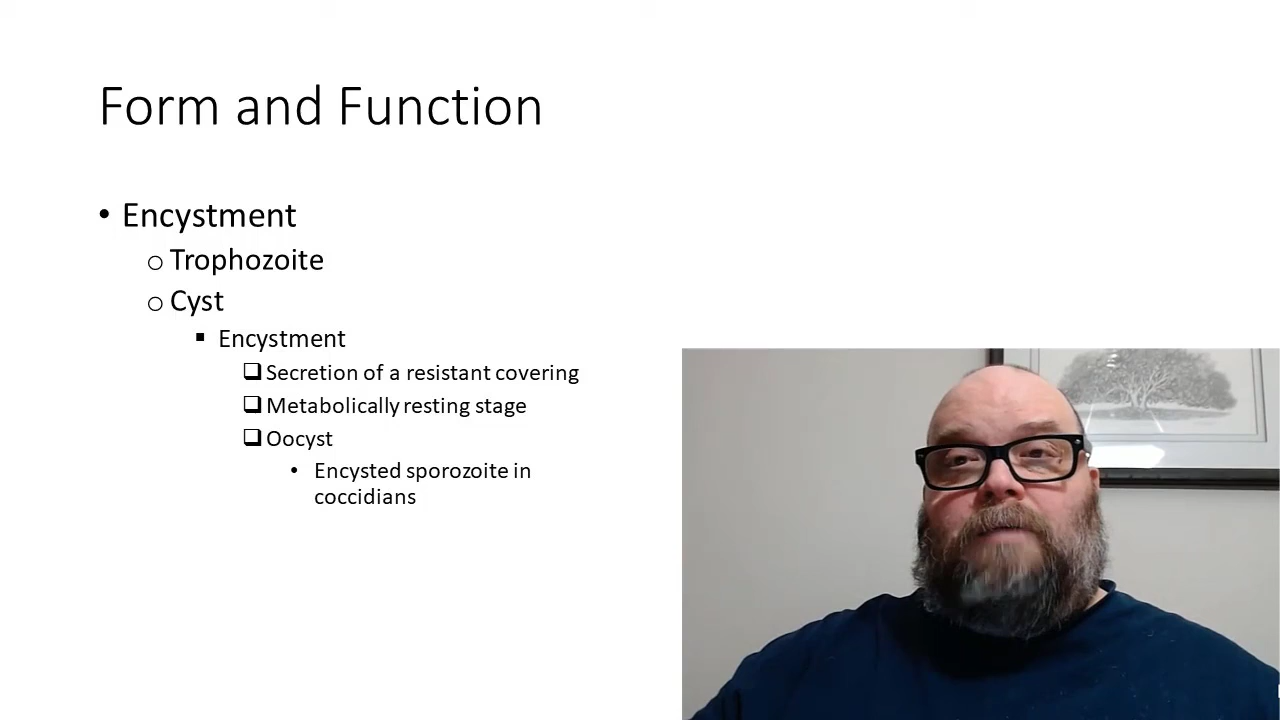 Form and Function
• Encystment
o Trophozoite
o Cyst
▪ Encystment
❑ Secretion of a resistant covering
❑ Metabolically resting stage
❑ Oocyst
• Encysted sporozoite in
coccidians